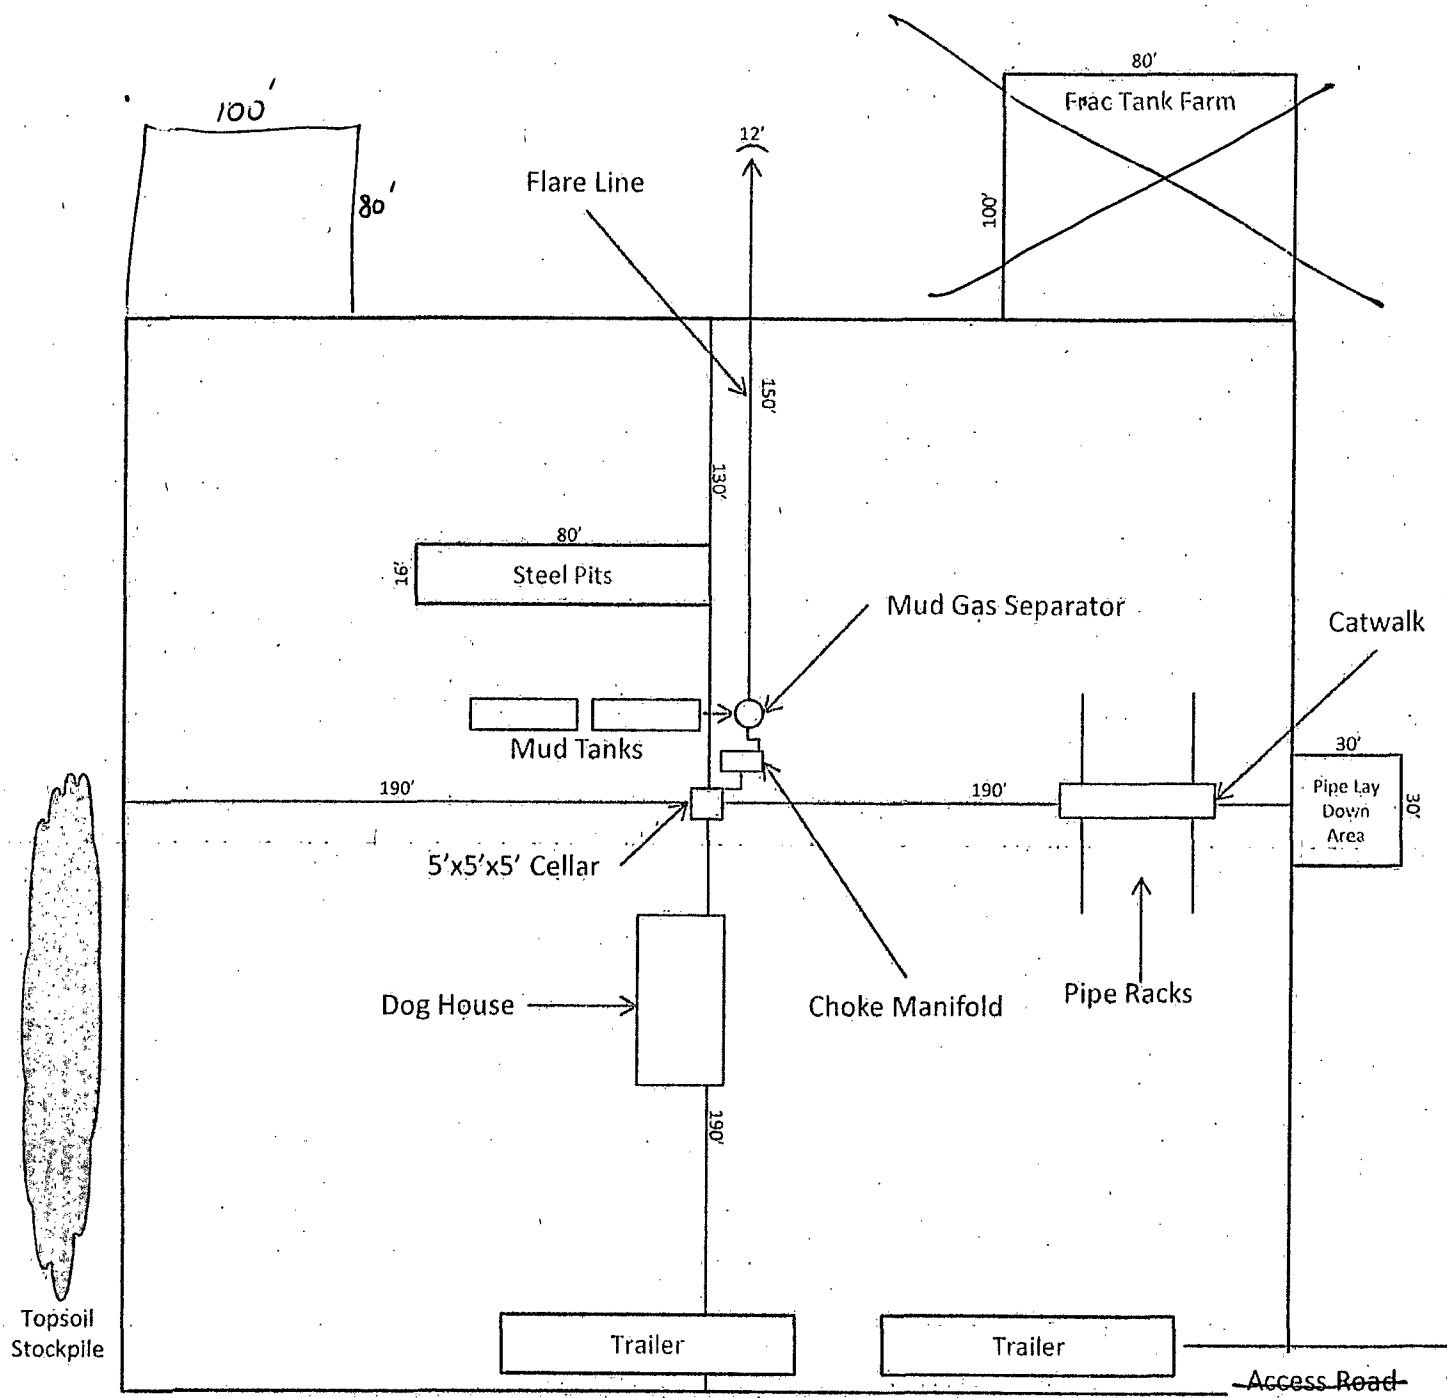 80'
Frac Tank Farm
100'
100'
80'
12'
Flare Line
150'
130'
80'
Steel Pits
16'
Mud Gas Separator
Catwalk
Mud Tanks
190'
190'
30'
Pipe Lay
Down
Area
30'
5'x5'x5' Cellar
Dog House
Choke Manifold
Pipe Racks
190'
Topsoil
Stockpile
Trailer
Trailer
Access Road